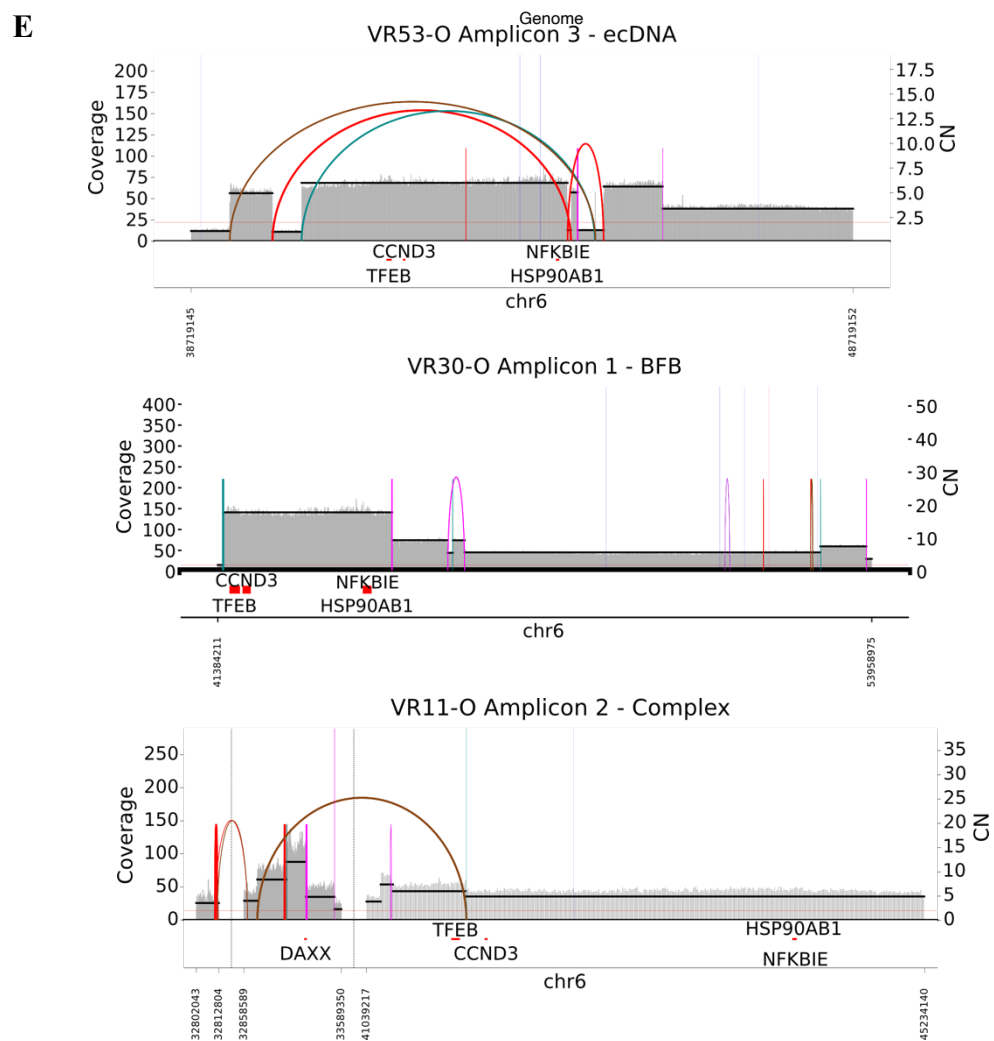 E
Genome
VR53-O Amplicon 3 - ecDNA
200
175
150
125
100
75
50
25
0
Coverage
17.5
15.0
12.5
10.0
7.5
5.0
2.5
CN
CCND3 NFKBIE
TFEB HSP90AB1
chr6
38719145 48719152
VR30-O Amplicon 1 - BFB
400
350
300
250
200
150
100
50
0
Coverage
50
40
30
20
10
0
CN
CCND3 NFKBIE
TFEB HSP90AB1
chr6
41384211 53958975
VR11-O Amplicon 2 - Complex
250
200
150
100
50
0
Coverage
35
30
25
20
15
10
5
0
CN
TFEB HSP90AB1
DAXX CCND3 NFKBIE
chr6
32802043 32812804 32858589 33589350 41039217 45234140